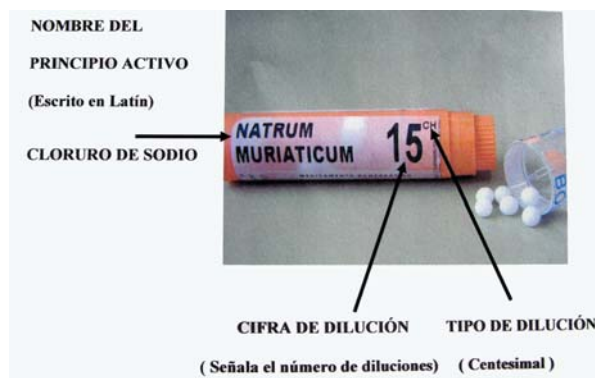 NOMBRE DEL
PRINCIPIO ACTIVO
(Escrito en Latín)
CLORURO DE SODIO
NATRUM
MURIATICUM
15 CH
CIFRA DE DILUCIÓN
( Señala el número de diluciones)
TIPO DE DILUCIÓN
( Centesimal )